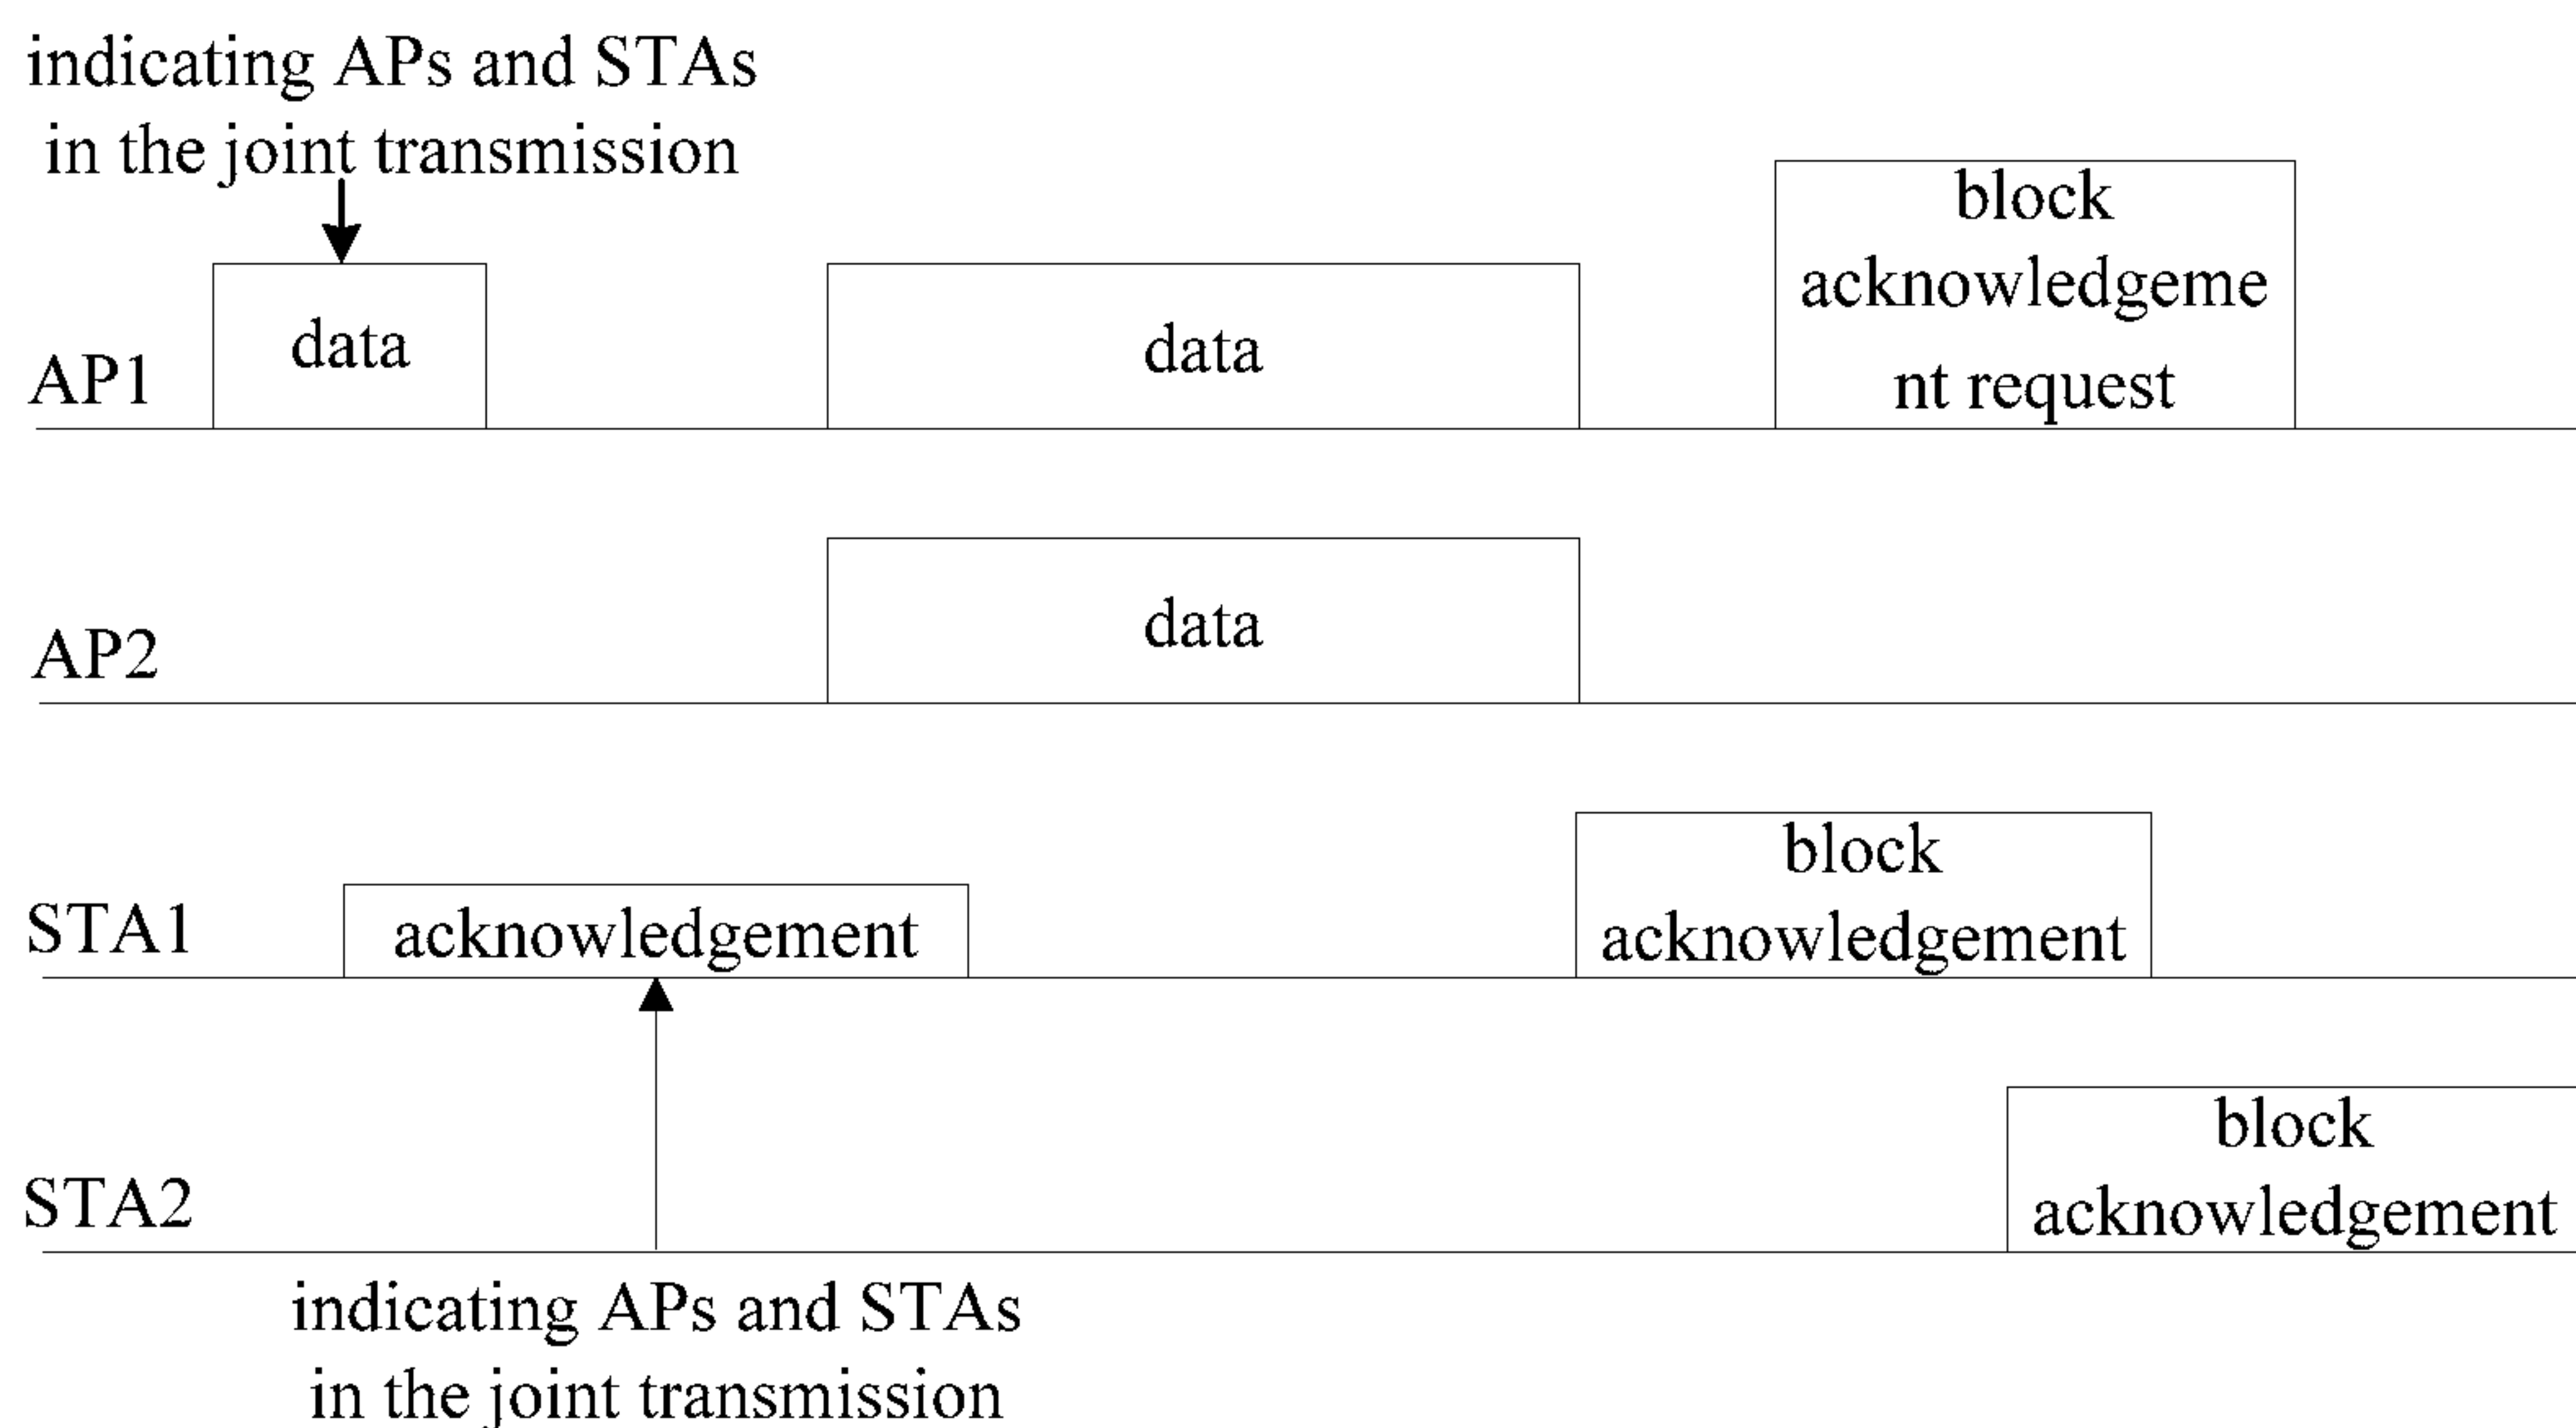 indicating APs and STAs
in the joint transmission
block
acknowledgeme
nt request
data
data
AP1
data
AP2
block
acknowledgement
acknowledgement
STA1
block
acknowledgement
STA2
indicating APs and STAs
in the joint transmission